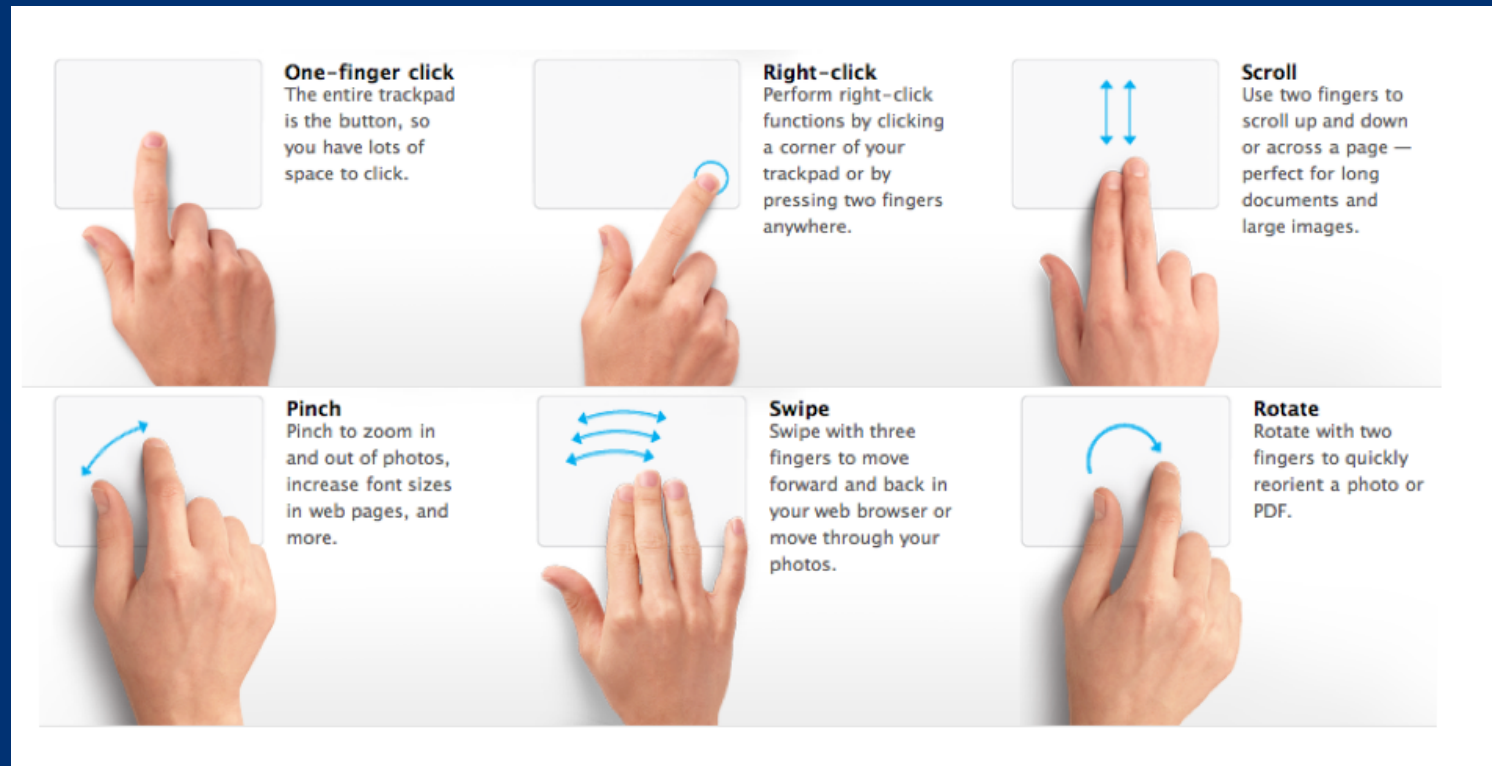 One-finger click
The entire trackpad
is the button, so
you have lots of
space to click.
Right-click
Perform right-click
functions by clicking
a corner of your
trackpad or by
pressing two fingers
anywhere.
Scroll
Use two fingers to
scroll up and down
or across a page —
perfect for long
documents and
large images.
Pinch
Pinch to zoom in
and out of photos,
increase font sizes
in web pages, and
more.
Swipe
Swipe with three
fingers to move
forward and back in
your web browser or
move through your
photos.
Rotate
Rotate with two
fingers to quickly
reorient a photo or
PDF.